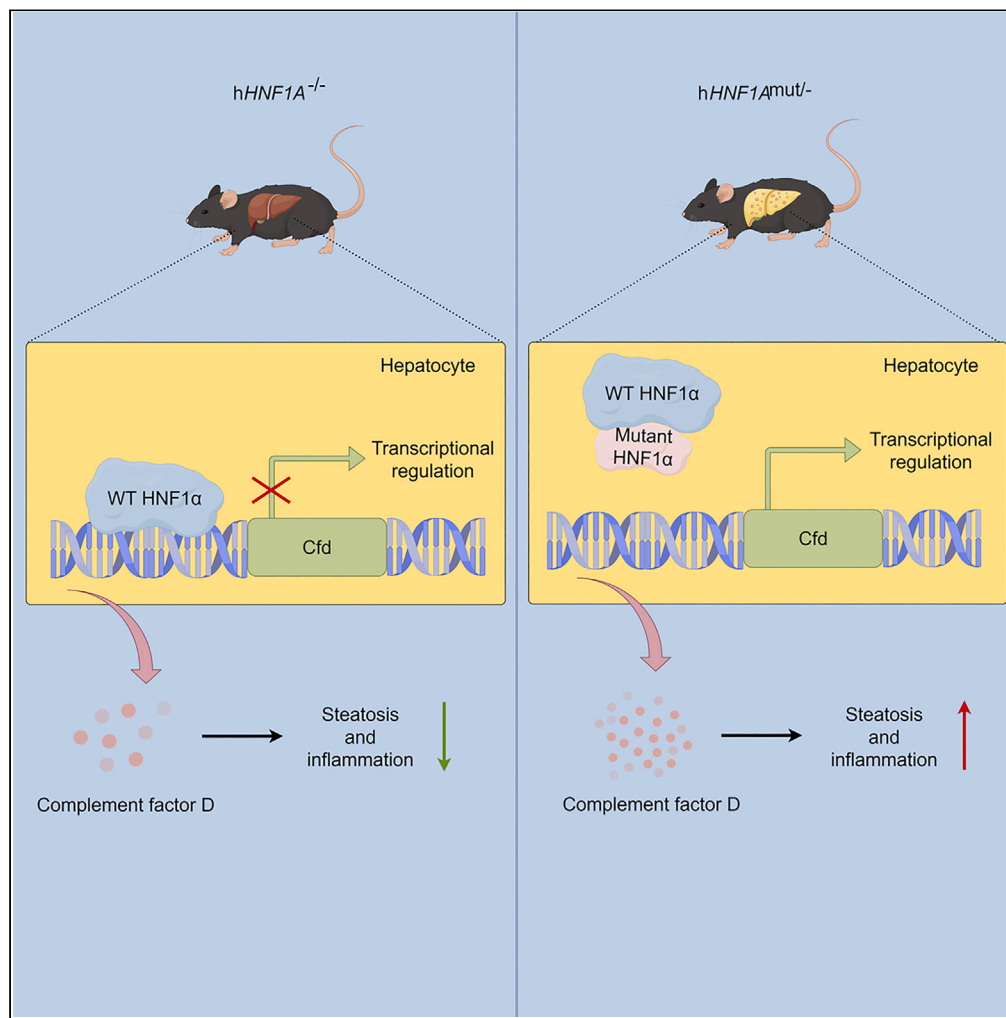 hHNF1A-/-
Hepatocyte
WT HNF1α
Transcriptional
regulation
Cfd
Steatosis
and
inflammation
Complement factor D
hHNF1Amut/-
Hepatocyte
WT HNF1α
Mutant
HNF1α
Transcriptional
regulation
Cfd
Steatosis
and
inflammation
Complement factor D